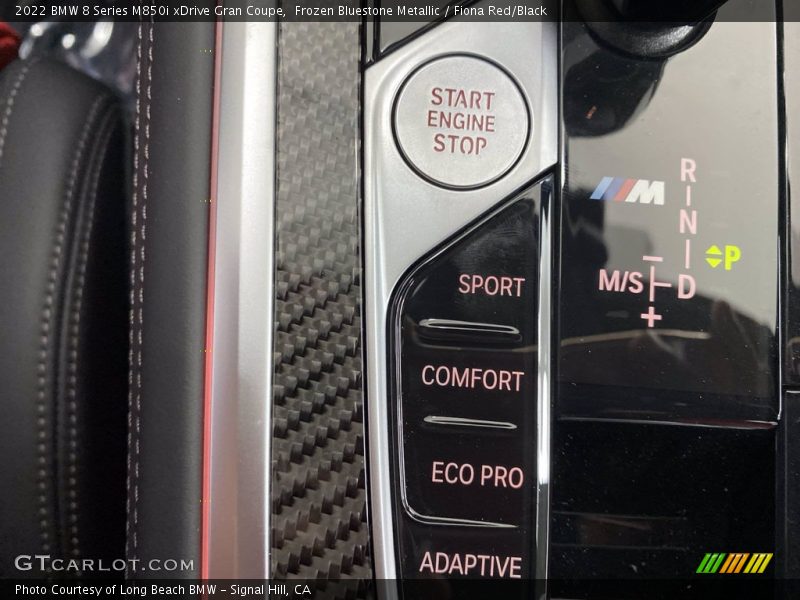 2022 BMW 8 Series M850i xDrive Gran Coupe, Frozen Bluestone Metallic / Fiona Red/Black
START
ENGINE
STOP
R
M
N
P
M/S
D
+
SPORT
COMFORT
ECO PRO
ADAPTIVE
GTCARLOT.COM
Photo Courtesy of Long Beach BMW – Signal Hill, CA